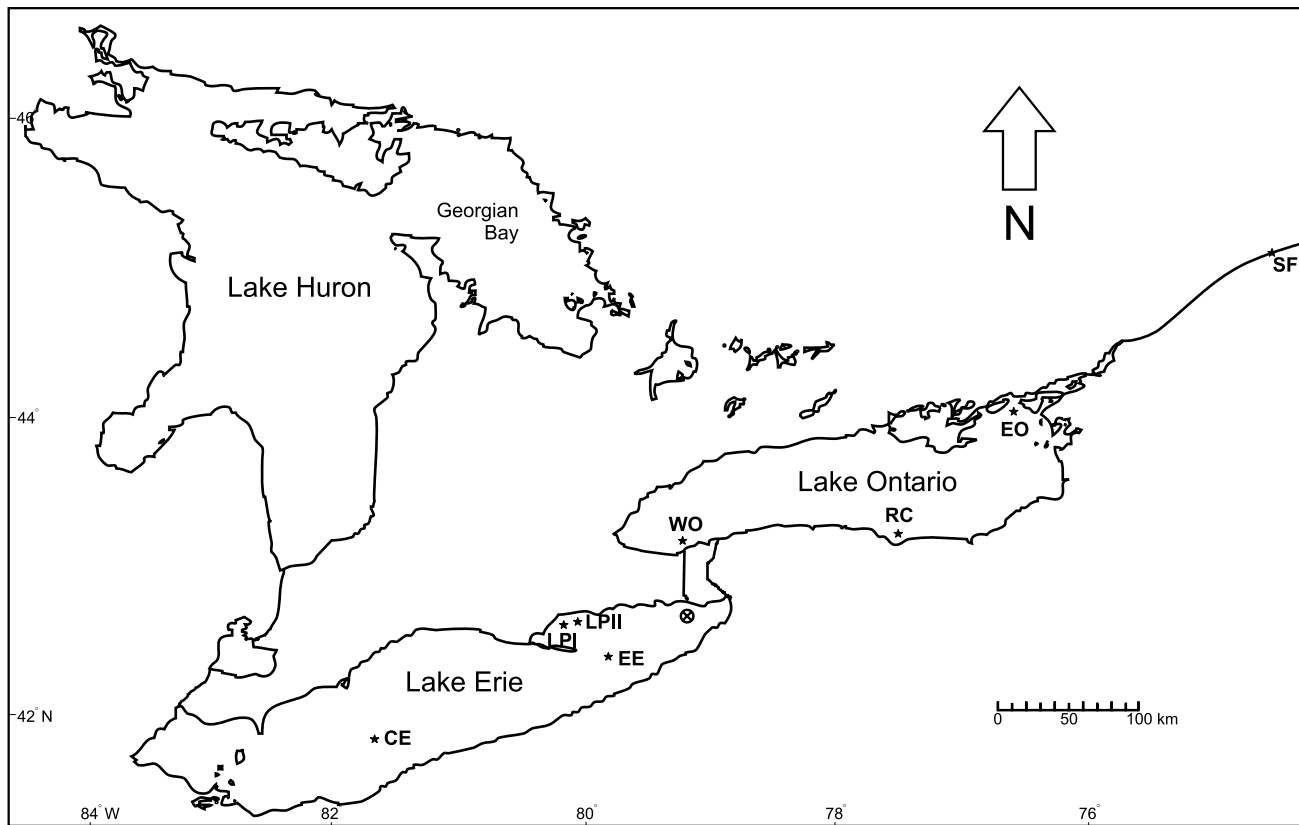 46°
Georgian
Bay
N
Lake Huron
SF
44°
EO
Lake Ontario
RC
WO
LPII
LPI
EE
Lake Erie
42° N
CE
0 50 100 km
84° W 82° 80° 78° 76°